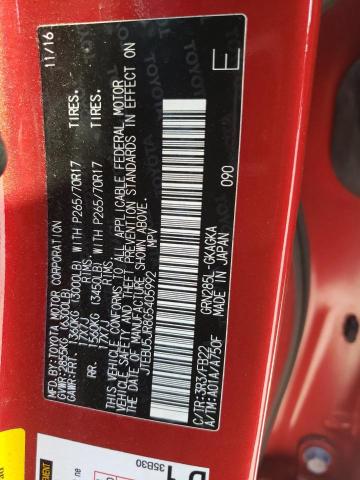 11/16
MFD. BY: TOYOTA MOTOR CORPORATION
GVWR: 2855KG (6300LB)
GAWR: FRT. 1360KG (3000LB) WITH P265/70R17 TIRES.
17X7.5J RIMS.
RR. 1565KG (3450LB) WITH P265/70R17 TIRES.
17X7.5J RIMS.
THIS VEHICLE CONFORMS TO ALL APPLICABLE FEDERAL MOTOR
VEHICLE SAFETY AND THEFT PREVENTION STANDARDS IN EFFECT
ON THE DATE OF MANUFACTURE SHOWN ABOVE.
JTEBU5JR8G5405992 MPV
E
090
C/TR: 3R3/FB22 GRN285L-GKAGKA
A/TM: A01A/A750F MADE IN JAPAN
TOYOTA
35B30